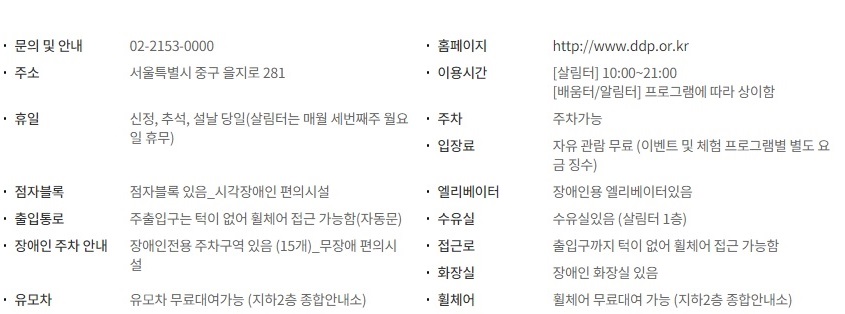 · 문의 및 안내 02-2153-0000
· 홈페이지 http://www.ddp.or.kr
· 주소 서울특별시 중구 을지로 281
· 이용시간 [살림터] 10:00~21:00
[배움터/알림터] 프로그램에 따라 상이함
· 휴일 신정, 추석, 설날 당일(살림터는 매월 세번째주 월요
일 휴무)
· 주차 주차가능
· 입장료 자유 관람 무료 (이벤트 및 체험 프로그램별 별도 요
금 징수)
· 점자블록 점자블록 있음_시각장애인 편의시설
· 엘리베이터 장애인용 엘리베이터있음
· 출입통로 주출입구는 턱이 없어 휠체어 접근 가능함(자동문)
· 수유실 수유실있음 (살림터 1층)
· 장애인 주차 안내 장애인전용 주차구역 있음 (15개)_무장애 편의시
설
· 접근로 출입구까지 턱이 없어 휠체어 접근 가능함
· 화장실 장애인 화장실 있음
· 유모차 유모차 무료대여가능 (지하2층 종합안내소)
· 휠체어 휠체어 무료대여 가능 (지하2층 종합안내소)